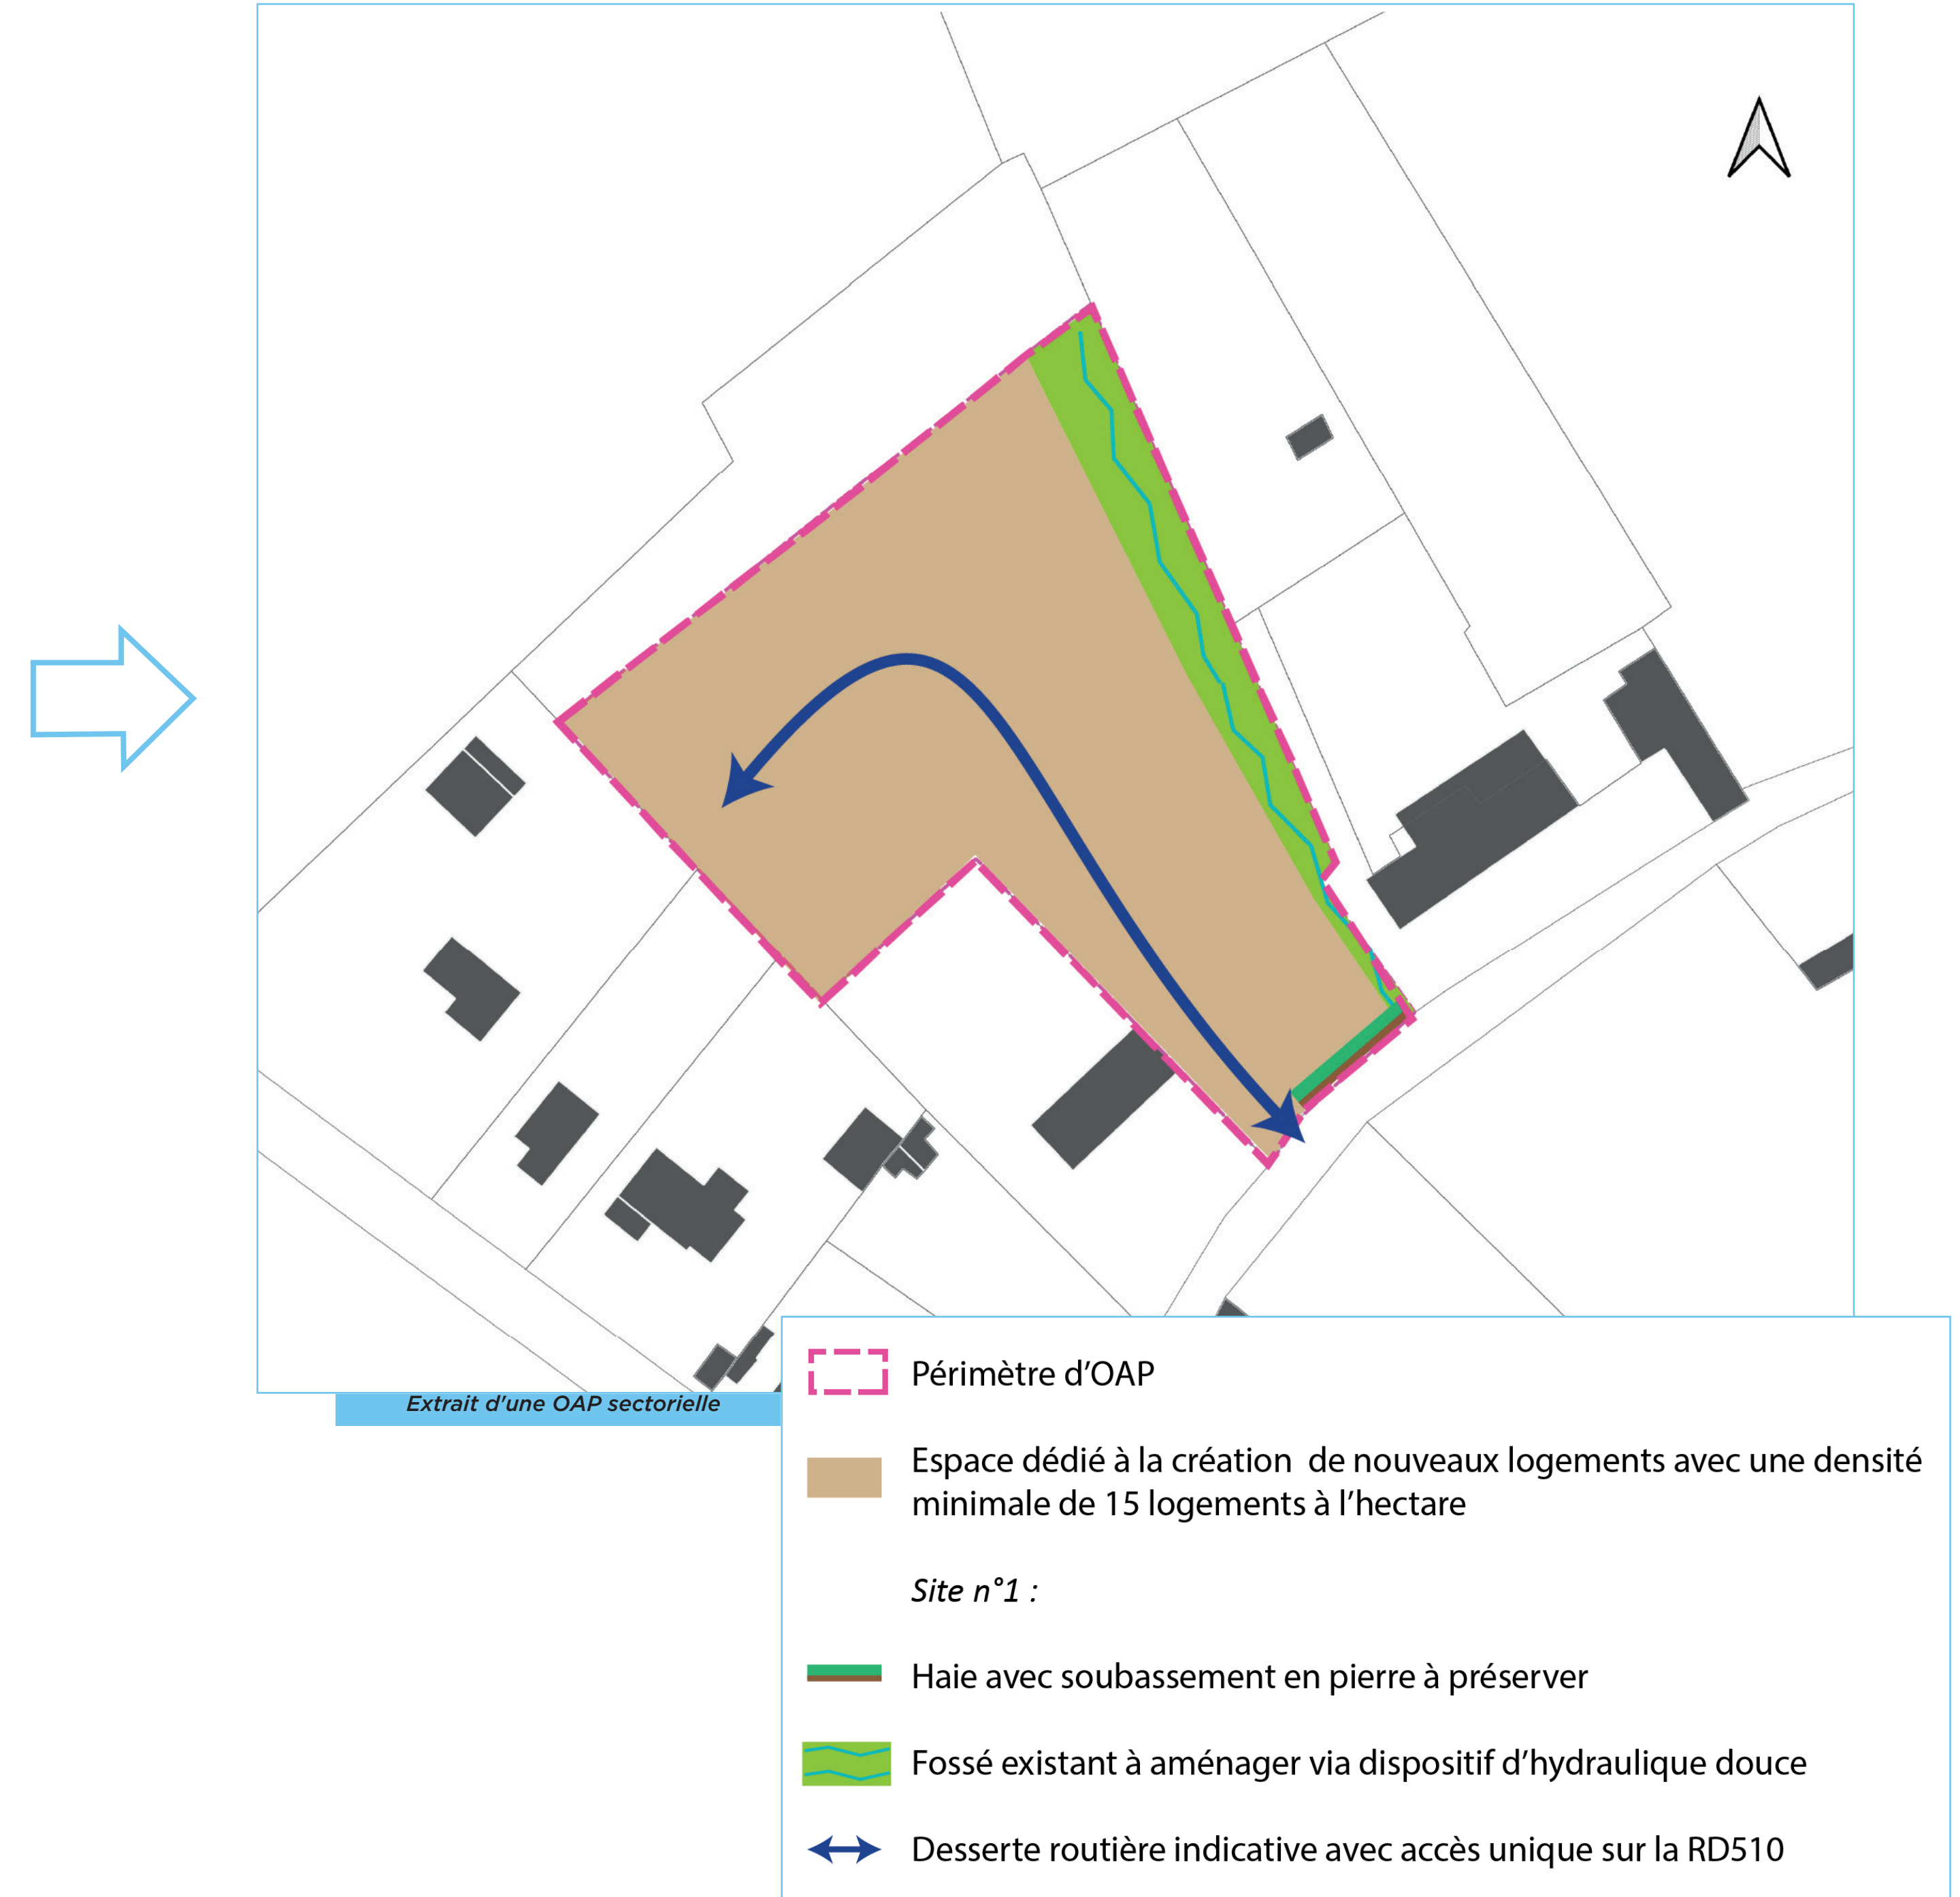 Extrait d'une OAP sectorielle
Périmètre d'OAP
Espace dédié à la création de nouveaux logements avec une densité
minimale de 15 logements à l'hectare
Site n°1 :
Haie avec soubassement en pierre à préserver
Fossé existant à aménager via dispositif d'hydraulique douce
Desserte routière indicative avec accès unique sur la RD510